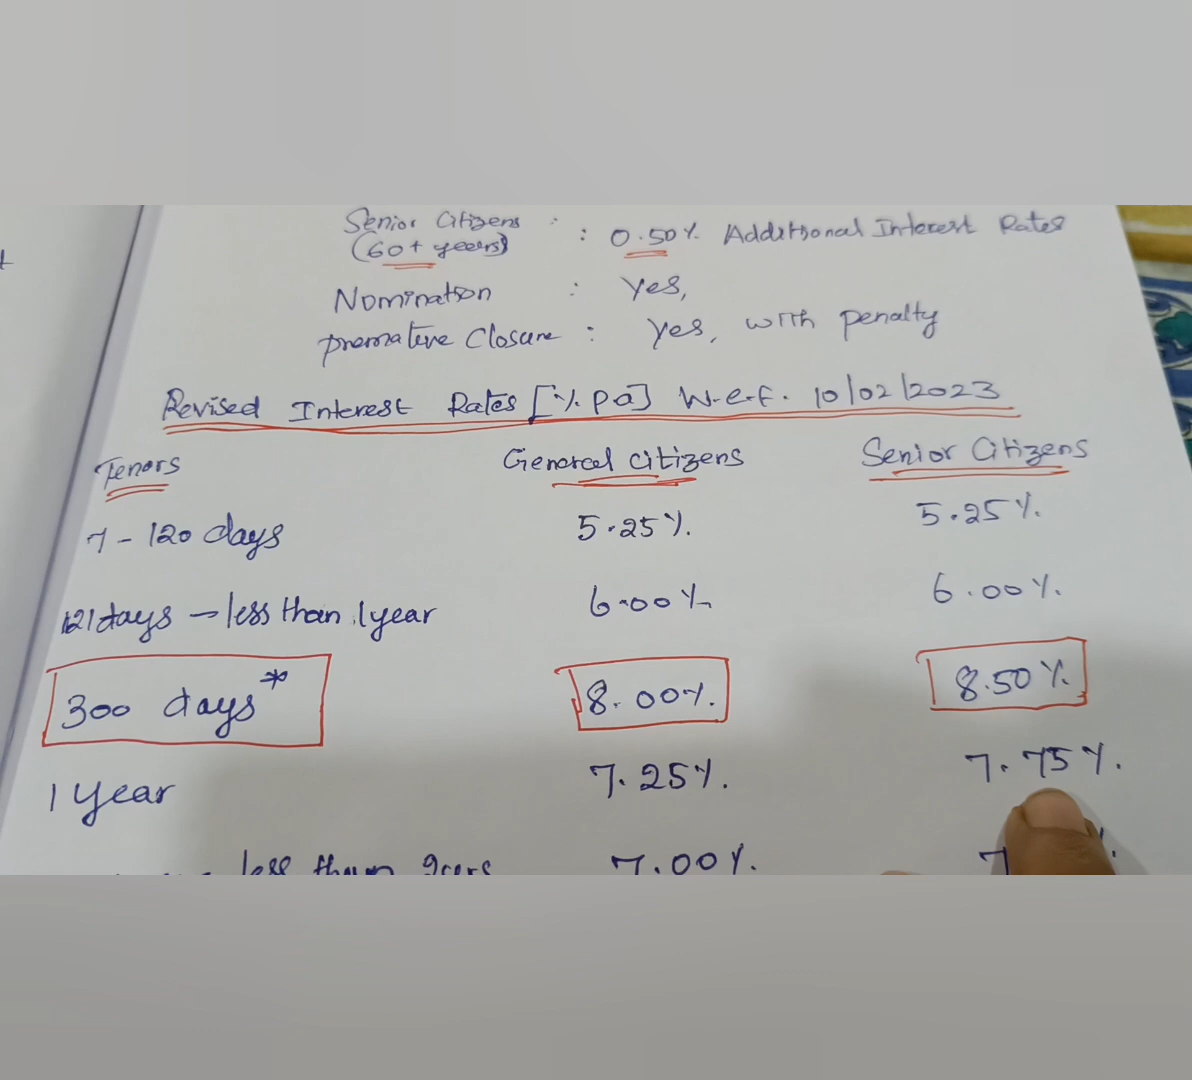 Senior Citizens : 0.50% Additional Interest Rates
(60+ years)
Nomination : Yes,
Premature Closure : Yes, with penalty
Revised Interest Rates [% pa] W.e.f. 10/02/2023
Tenors General Citizens Senior Citizens
7 - 120 days 5.25% 5.25%
121 days - less than 1 year 6.00% 6.00%
300 days* 8.00% 8.50%
1 year 7.25% 7.75%
less than 7.00% 7